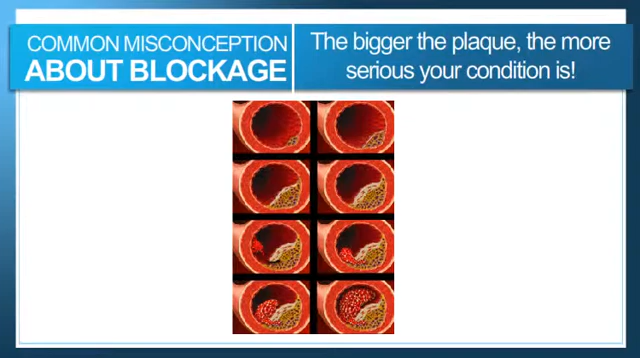 COMMON MISCONCEPTION
ABOUT BLOCKAGE
The bigger the plaque, the more
serious your condition is!